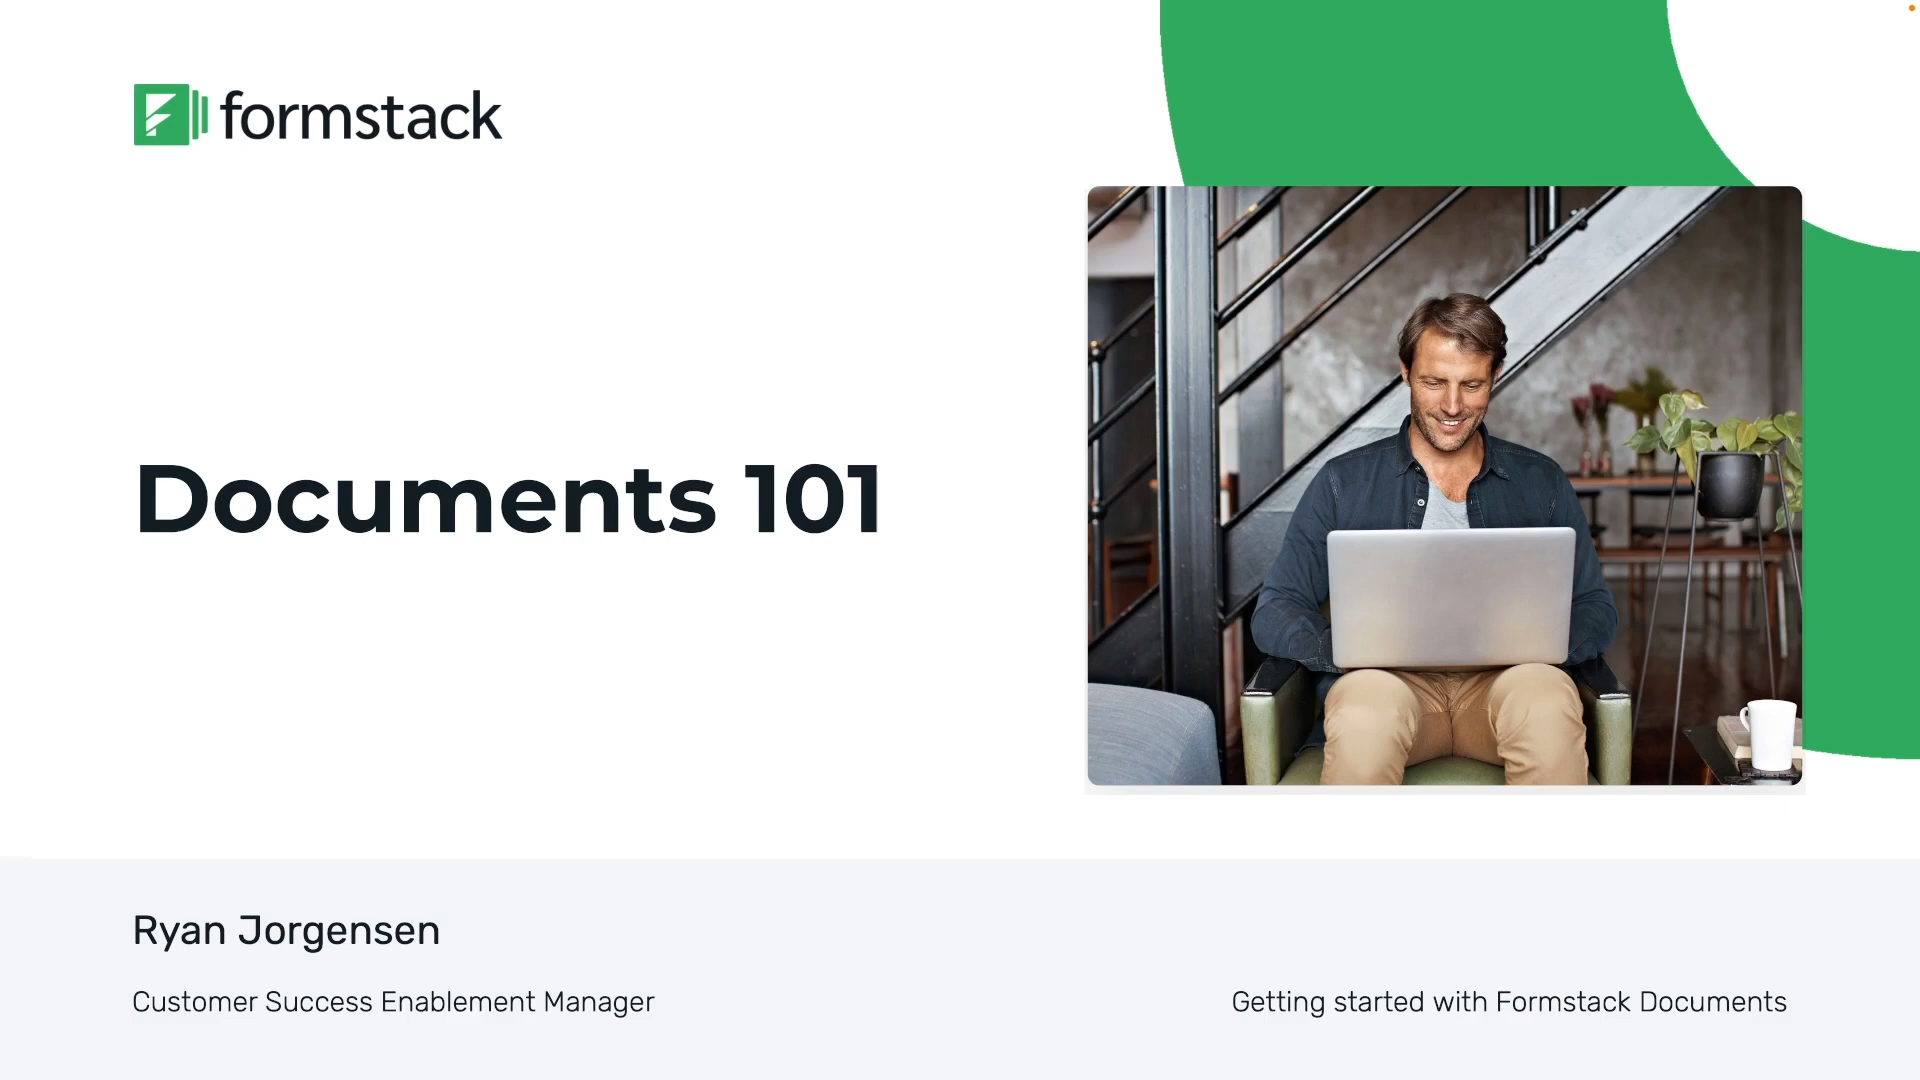 formstack
Documents 101
Ryan Jorgensen
Customer Success Enablement Manager
Getting started with Formstack Documents